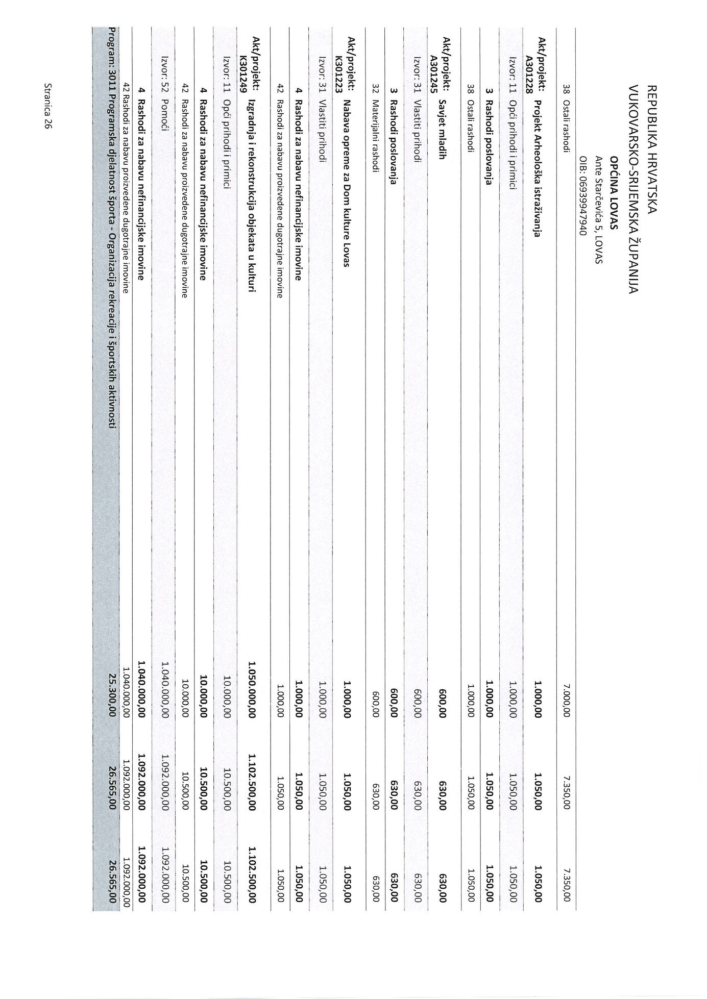 REPUBLIKA HRVATSKA
VUKOVARSKO-SRIJEMSKA ŽUPANIJA
OPĆINA LOVAS
Ante Starčevića 5, LOVAS
OIB: 06939947940
38 Ostali rashodi 7.000,00 7.350,00 7.350,00
Akt/projekt: Projekt Arheološka istraživanja 1.000,00 1.050,00 1.050,00
A301228
Izvor: 11 Opći prihodi i primici 1.000,00 1.050,00 1.050,00
3 Rashodi poslovanja 1.000,00 1.050,00 1.050,00
38 Ostali rashodi 1.000,00 1.050,00 1.050,00
Akt/projekt: Savjet mladih 600,00 630,00 630,00
A301245
Izvor: 31 Vlastiti prihodi 600,00 630,00 630,00
3 Rashodi poslovanja 600,00 630,00 630,00
32 Materijalni rashodi 600,00 630,00 630,00
Akt/projekt: Nabava opreme za Dom kulture Lovas 1.000,00 1.050,00 1.050,00
K301223
Izvor: 31 Vlastiti prihodi 1.000,00 1.050,00 1.050,00
4 Rashodi za nabavu nefinancijske imovine 1.000,00 1.050,00 1.050,00
42 Rashodi za nabavu proizvedene dugotrajne imovine 1.000,00 1.050,00 1.050,00
Akt/projekt: Izgradnja i rekonstrukcija objekata u kulturi 1.050.000,00 1.102.500,00 1.102.500,00
K301249
Izvor: 11 Opći prihodi i primici 10.000,00 10.500,00 10.500,00
4 Rashodi za nabavu nefinancijske imovine 10.000,00 10.500,00 10.500,00
42 Rashodi za nabavu proizvedene dugotrajne imovine 10.000,00 10.500,00 10.500,00
Izvor: 52 Pomoći 1.040.000,00 1.092.000,00 1.092.000,00
4 Rashodi za nabavu nefinancijske imovine 1.040.000,00 1.092.000,00 1.092.000,00
42 Rashodi za nabavu proizvedene dugotrajne imovine 1.040.000,00 1.092.000,00 1.092.000,00
Program: 3011 Programska djelatnost športa - Organizacija rekreacije i športskih aktivnosti 25.300,00 26.565,00 26.565,00
Stranica 26